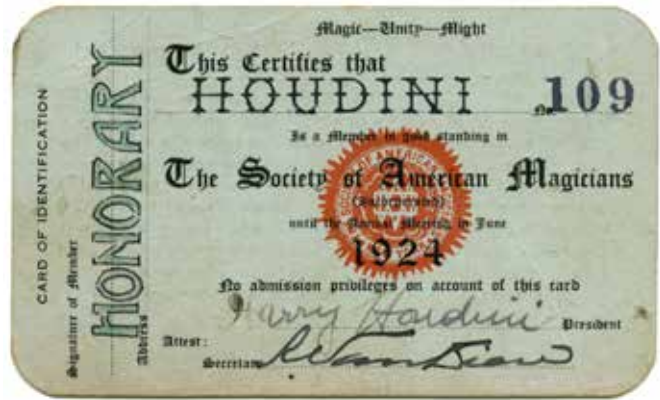 Magic—Unity—Might
This Certifies that
HOUDINI No. 109
Is a Member in good standing in
The Society of American Magicians
(Incorporated)
until the Annual Meeting in June
1924
No admission privileges on account of this card
Harry Houdini President
Attest:
Secretary
CARD OF IDENTIFICATION
Signature of Member
HONORARY
Address